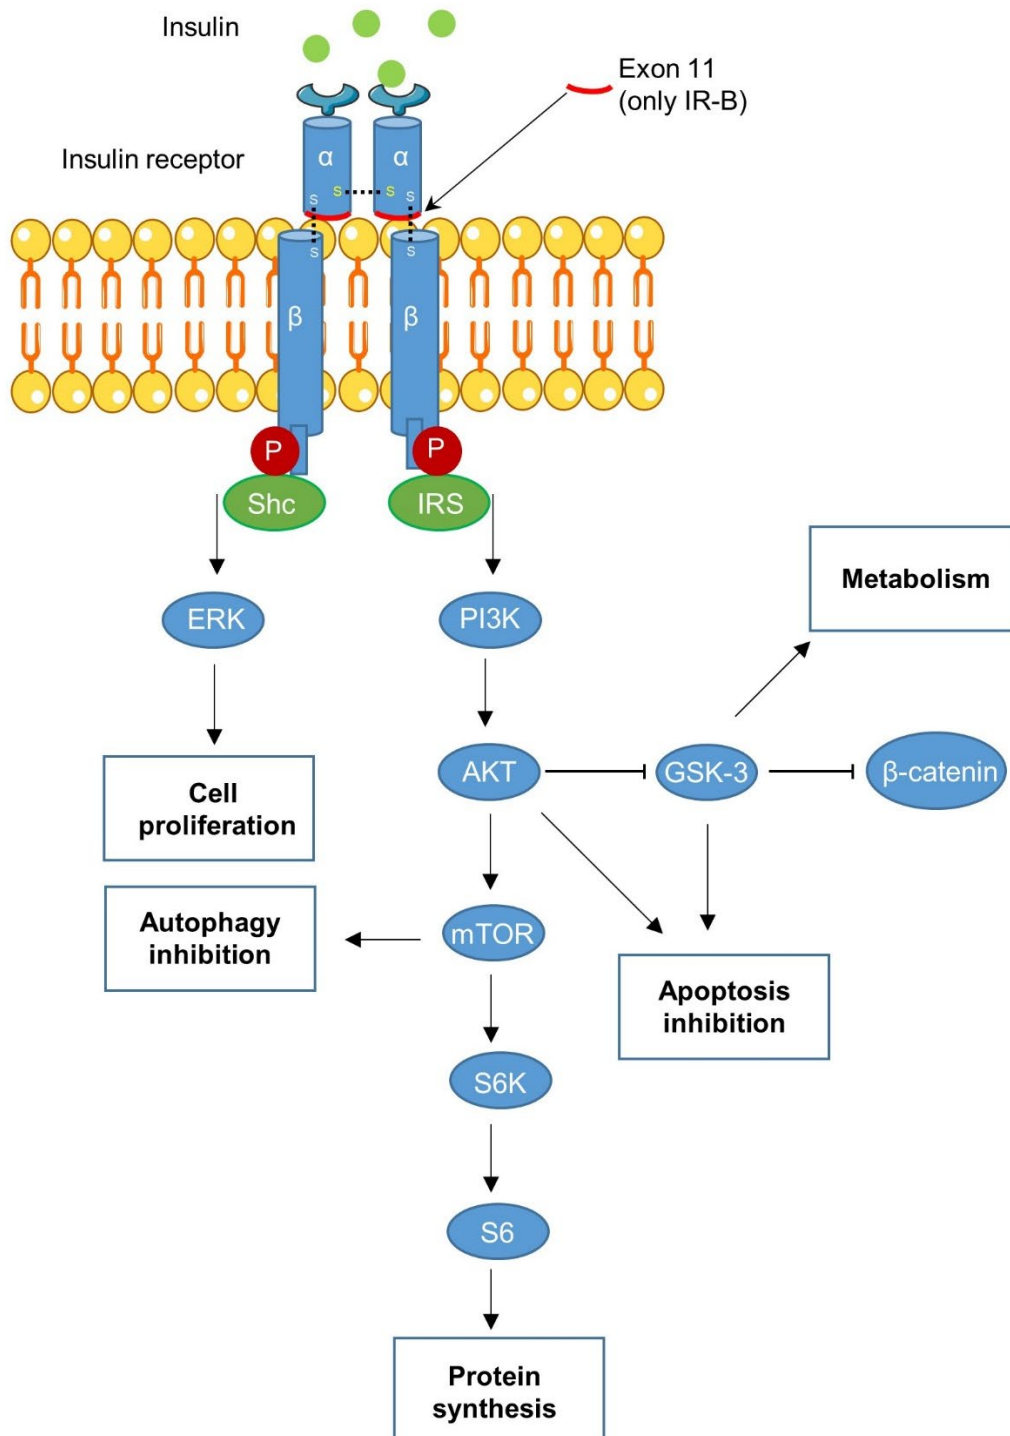 Insulin
Exon 11
(only IR-B)
Insulin receptor
α
α
S
S
S
S
S
S
β
β
P
P
Shc
IRS
Metabolism
ERK
PI3K
AKT
GSK-3
β-catenin
Cell
proliferation
Autophagy
inhibition
mTOR
Apoptosis
inhibition
S6K
S6
Protein
synthesis